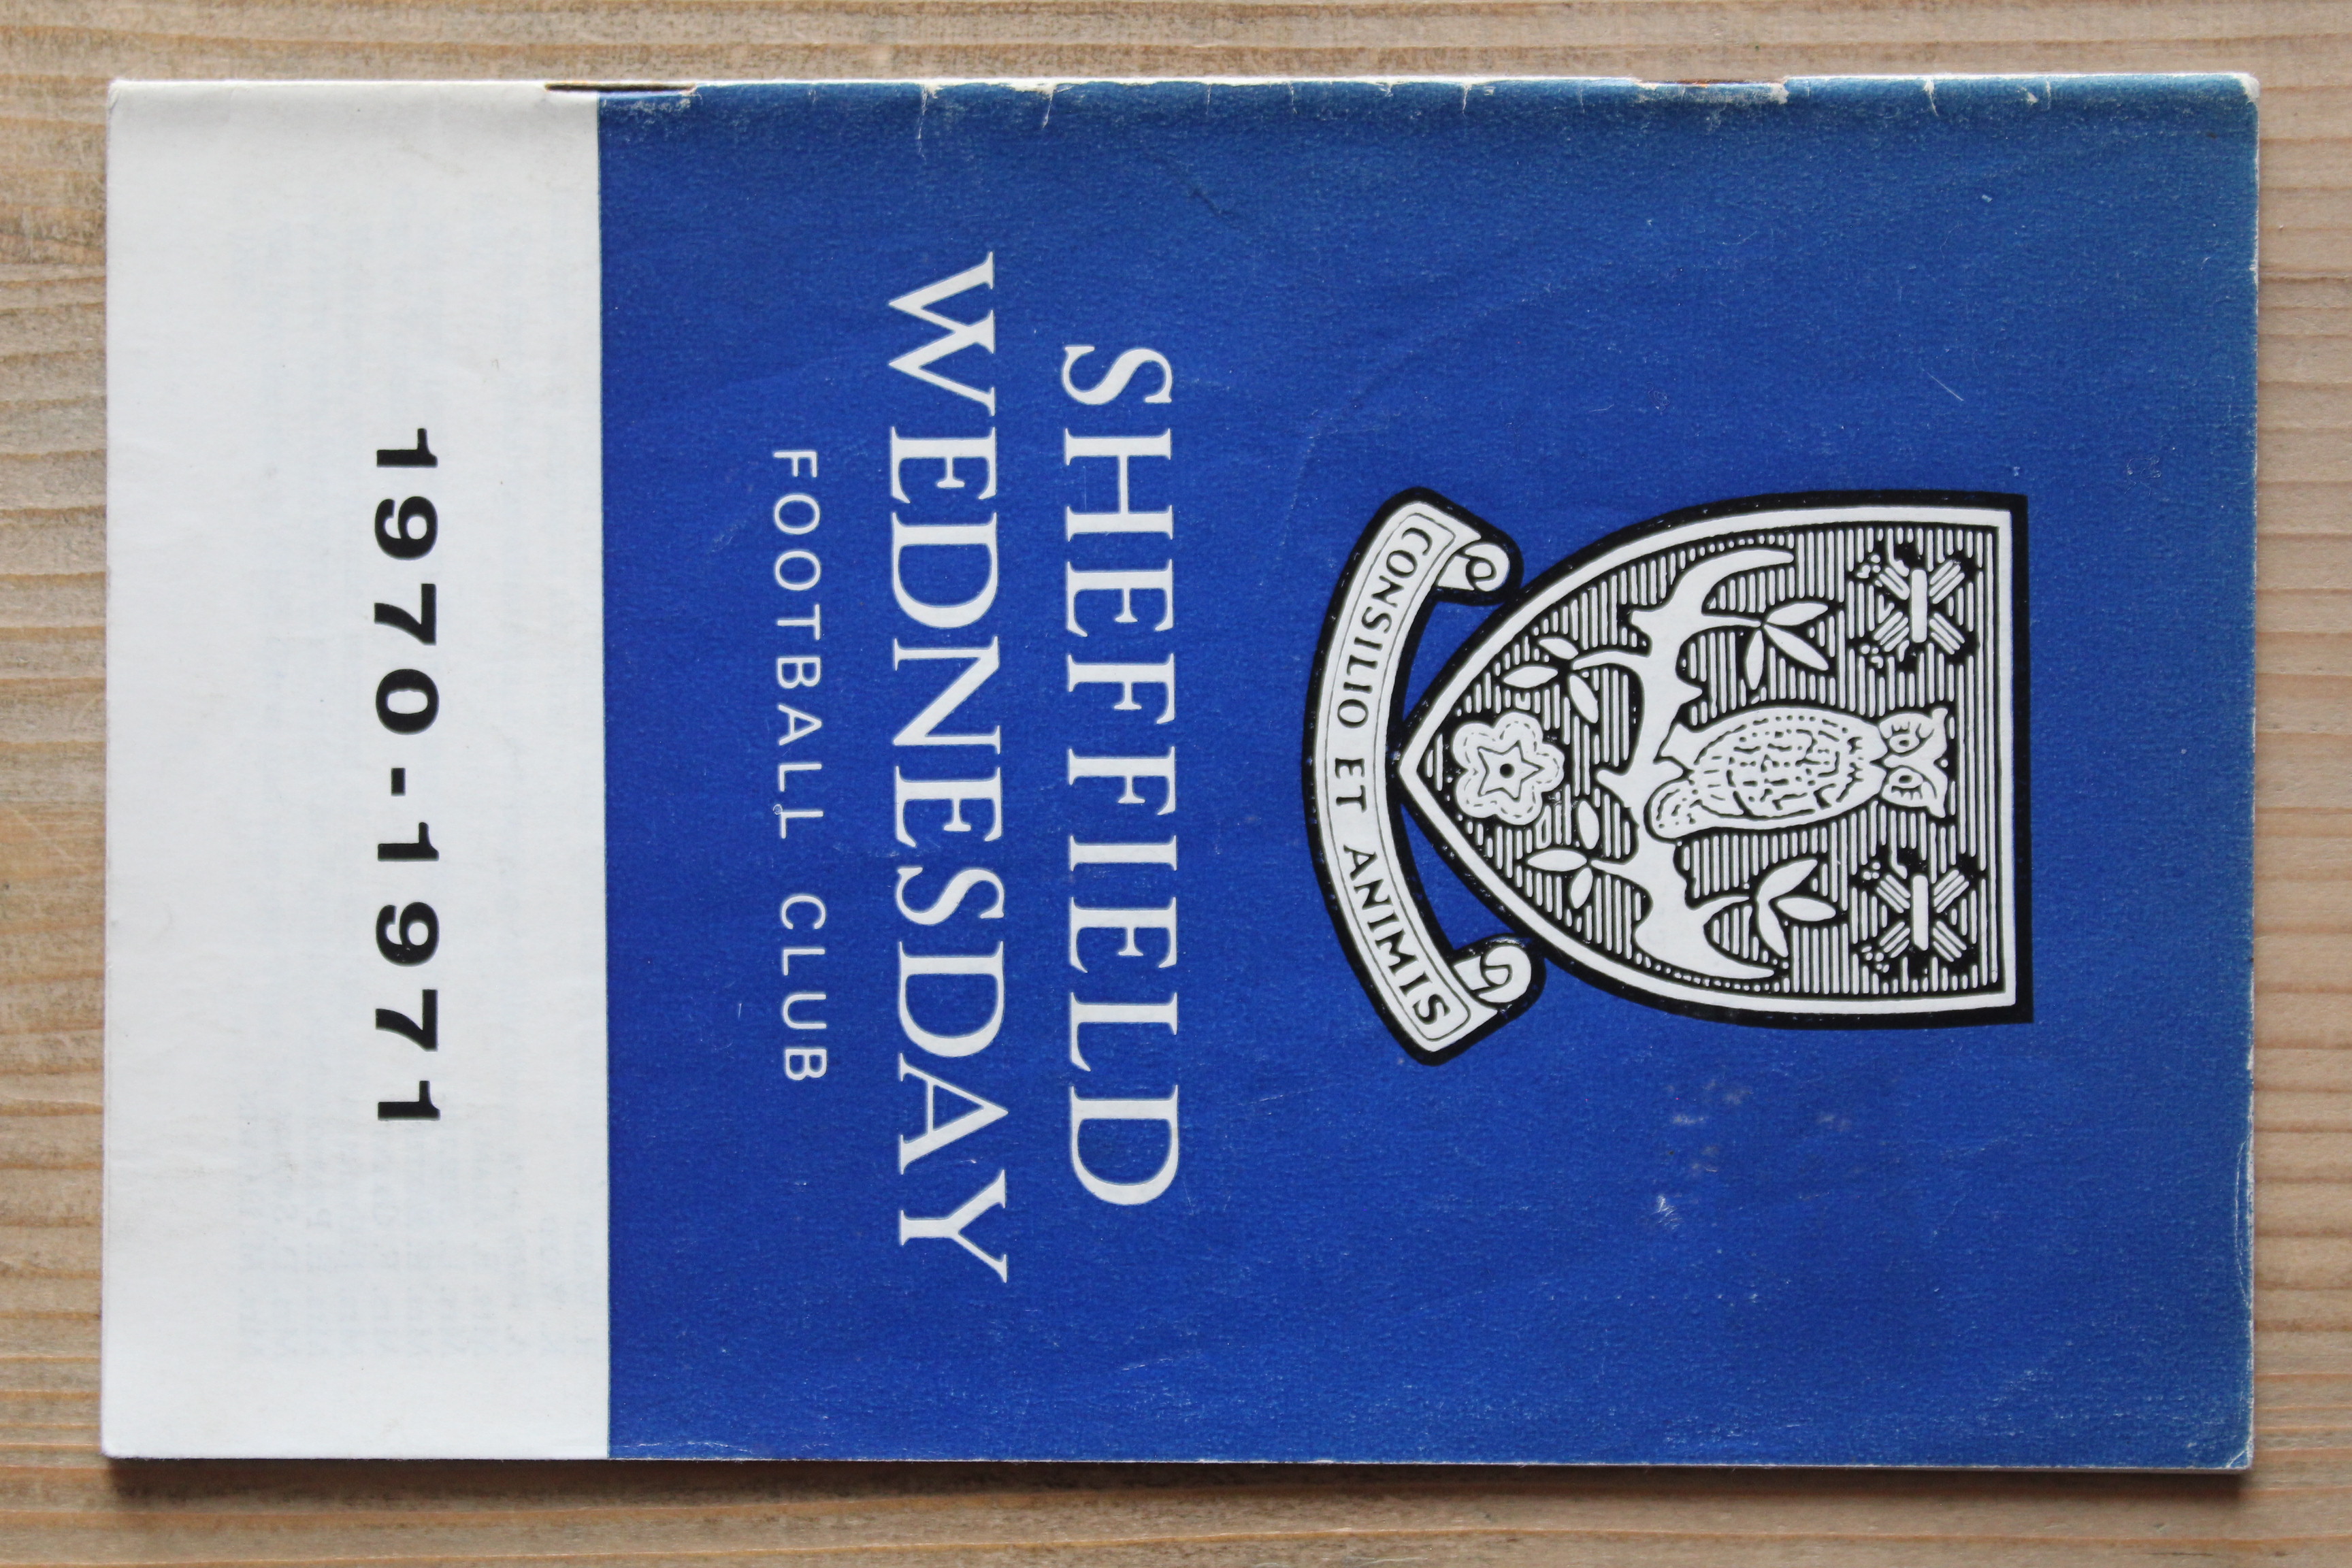 CONSILIO ET ANIMIS
SHEFFIELD
WEDNESDAY
FOOTBALL CLUB
1970-1971